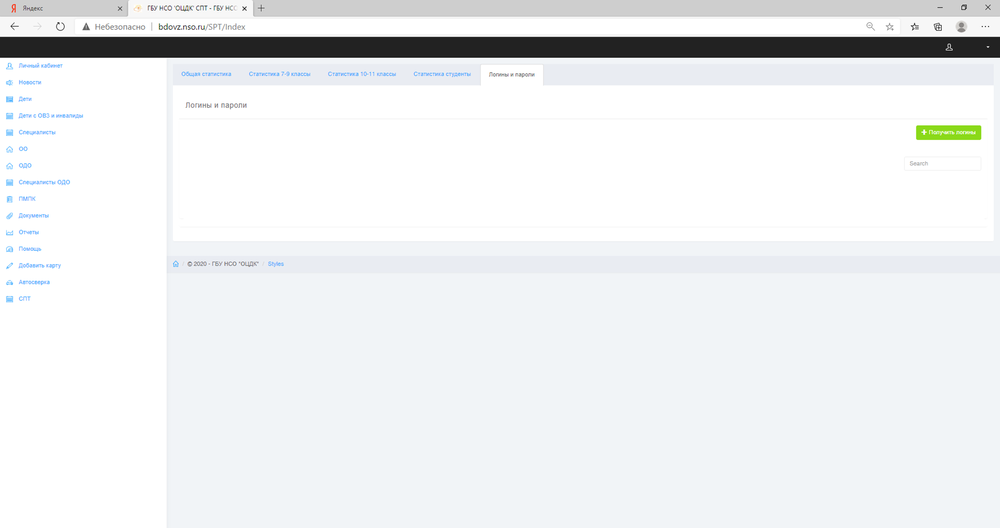 Яндекс
ГБУ НСО 'ОЦДК' СПТ - ГБУ НСО
Небезопасно
bdovz.nso.ru/SPT/Index
Личный кабинет
Новости
Дети
Дети с ОВЗ и инвалиды
Специалисты
ОО
ОДО
Специалисты ОДО
ПМПК
Документы
Отчеты
Помощь
Добавить карту
Автосверка
СПТ
Общая статистика
Статистика 7-9 классы
Статистика 10-11 классы
Статистика студенты
Логины и пароли
Логины и пароли
Получить логины
Search
/ © 2020 - ГБУ НСО "ОЦДК" / Styles